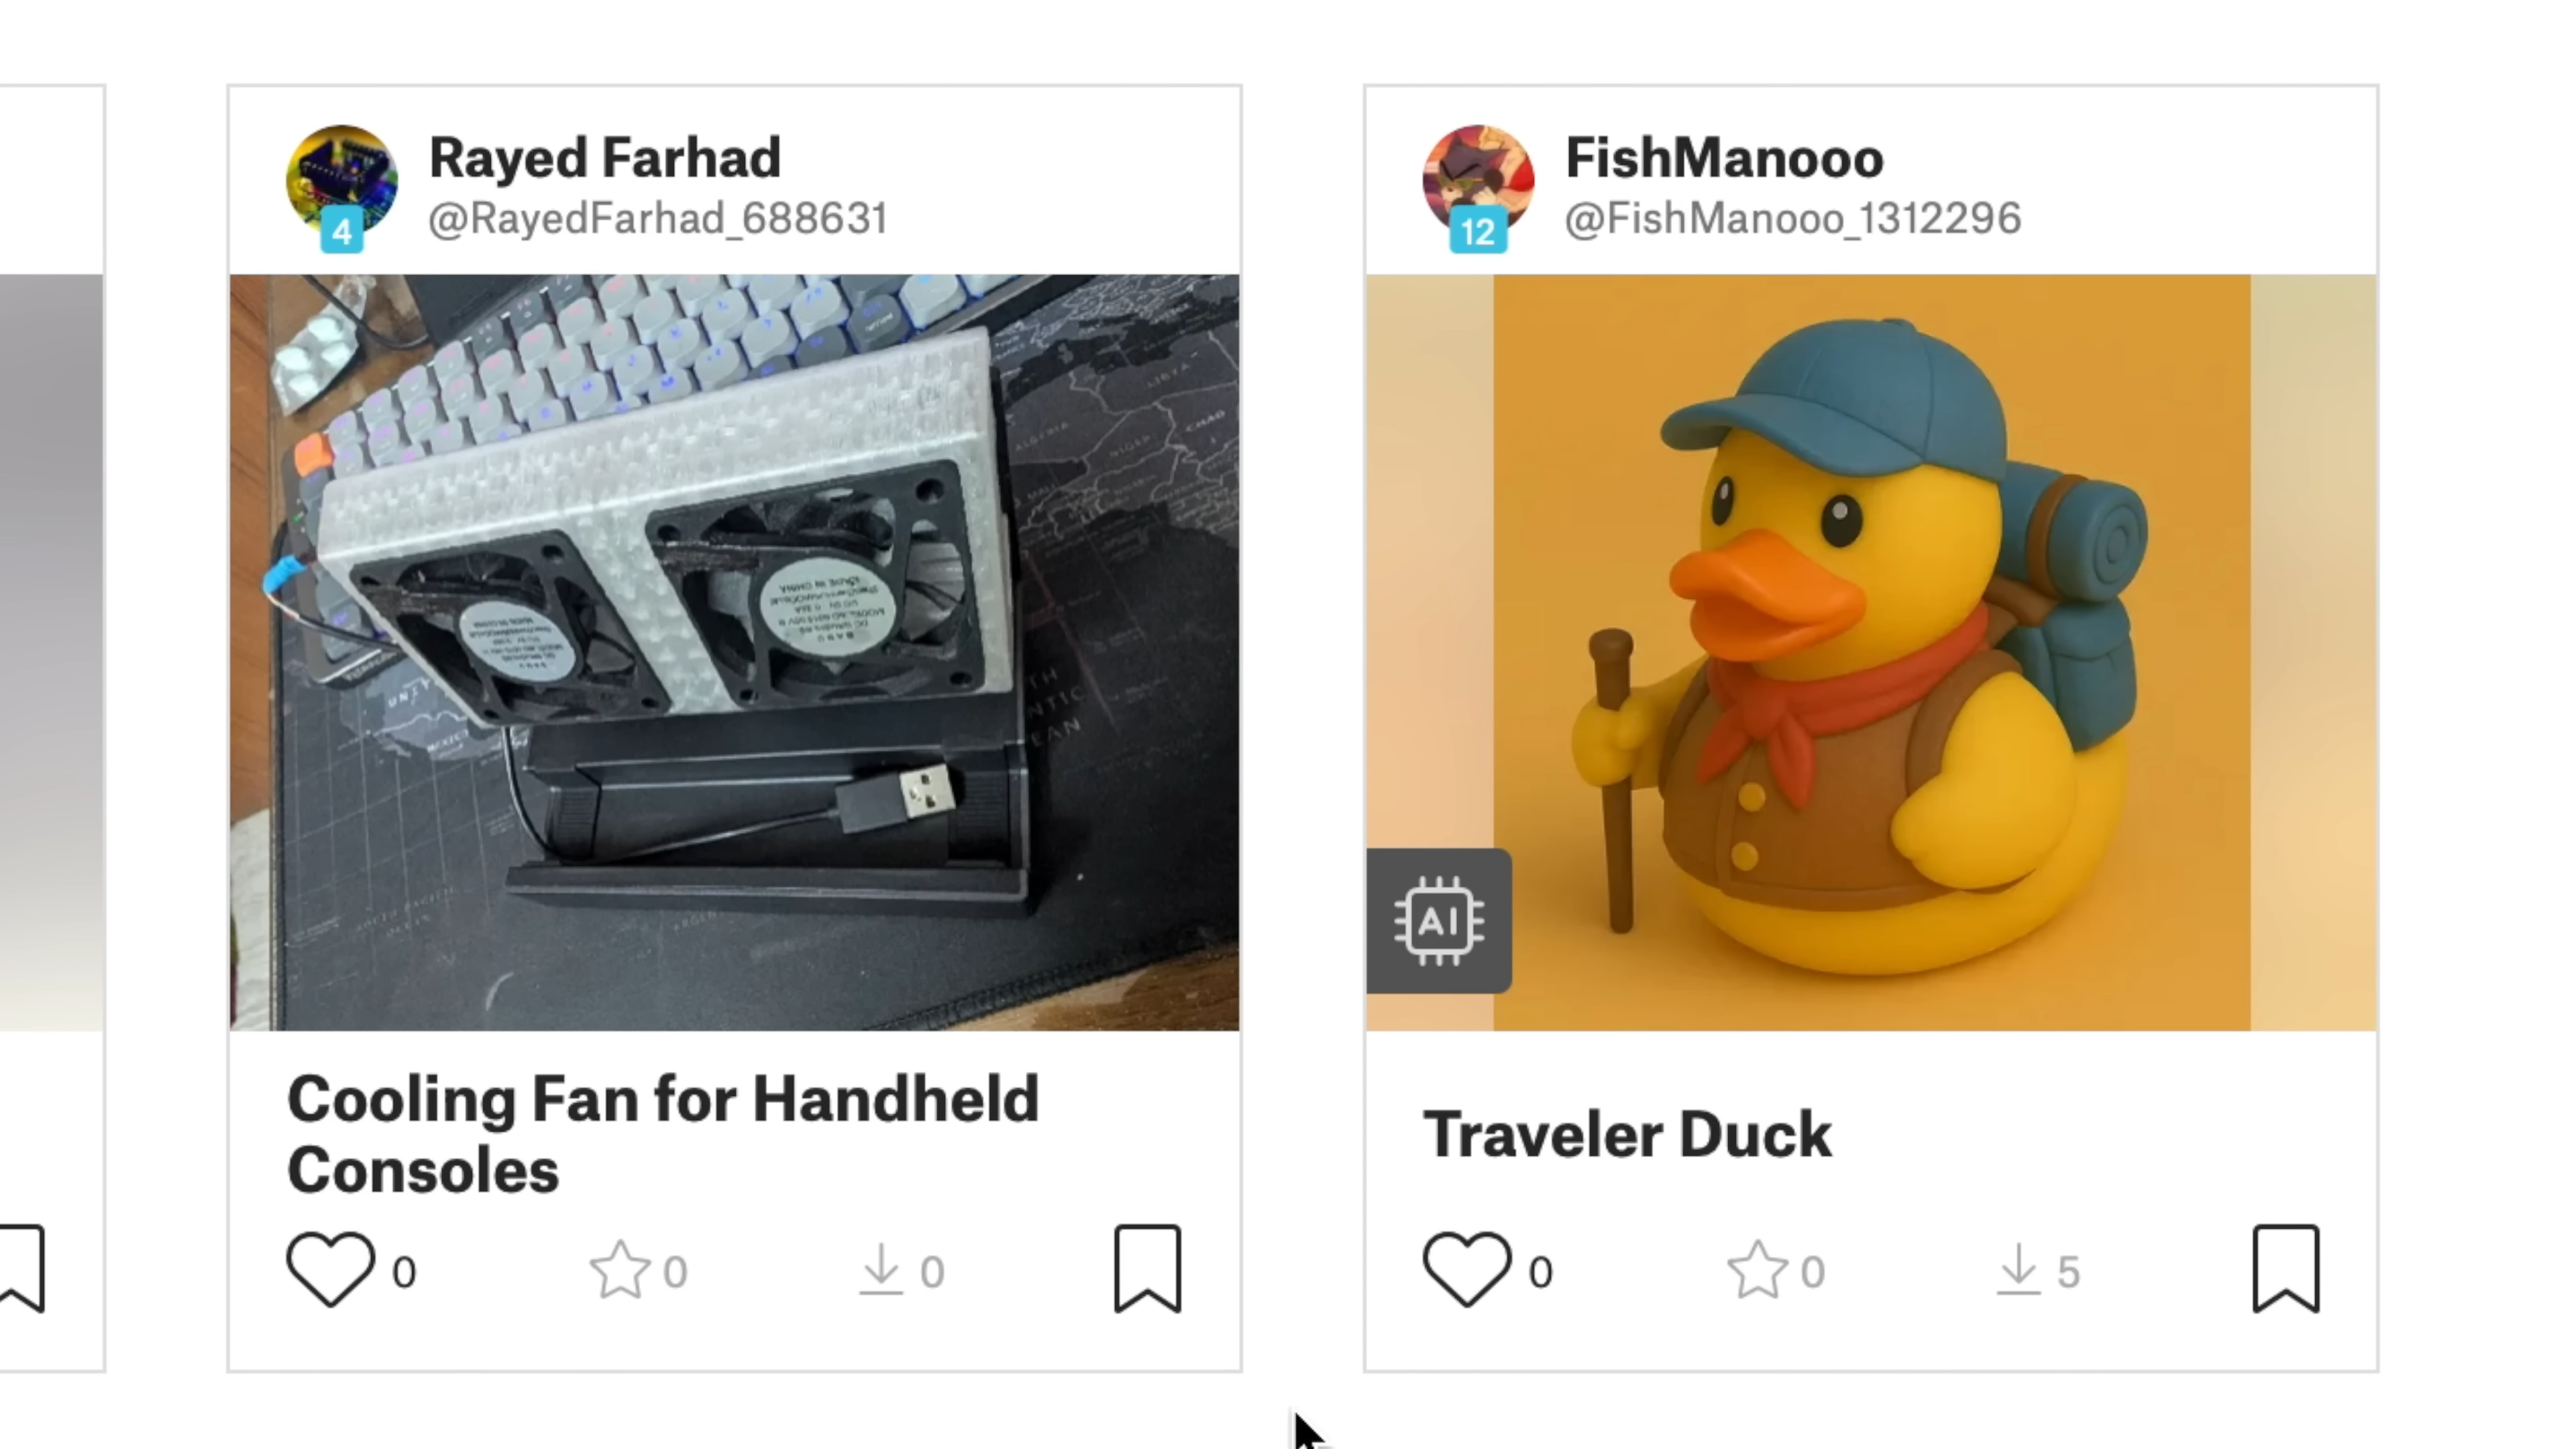 Rayed Farhad
@RayedFarhad_688631
4
Cooling Fan for Handheld
Consoles
0
0
0
FishManooo
@FishManooo_1312296
12
AI
Traveler Duck
0
0
5